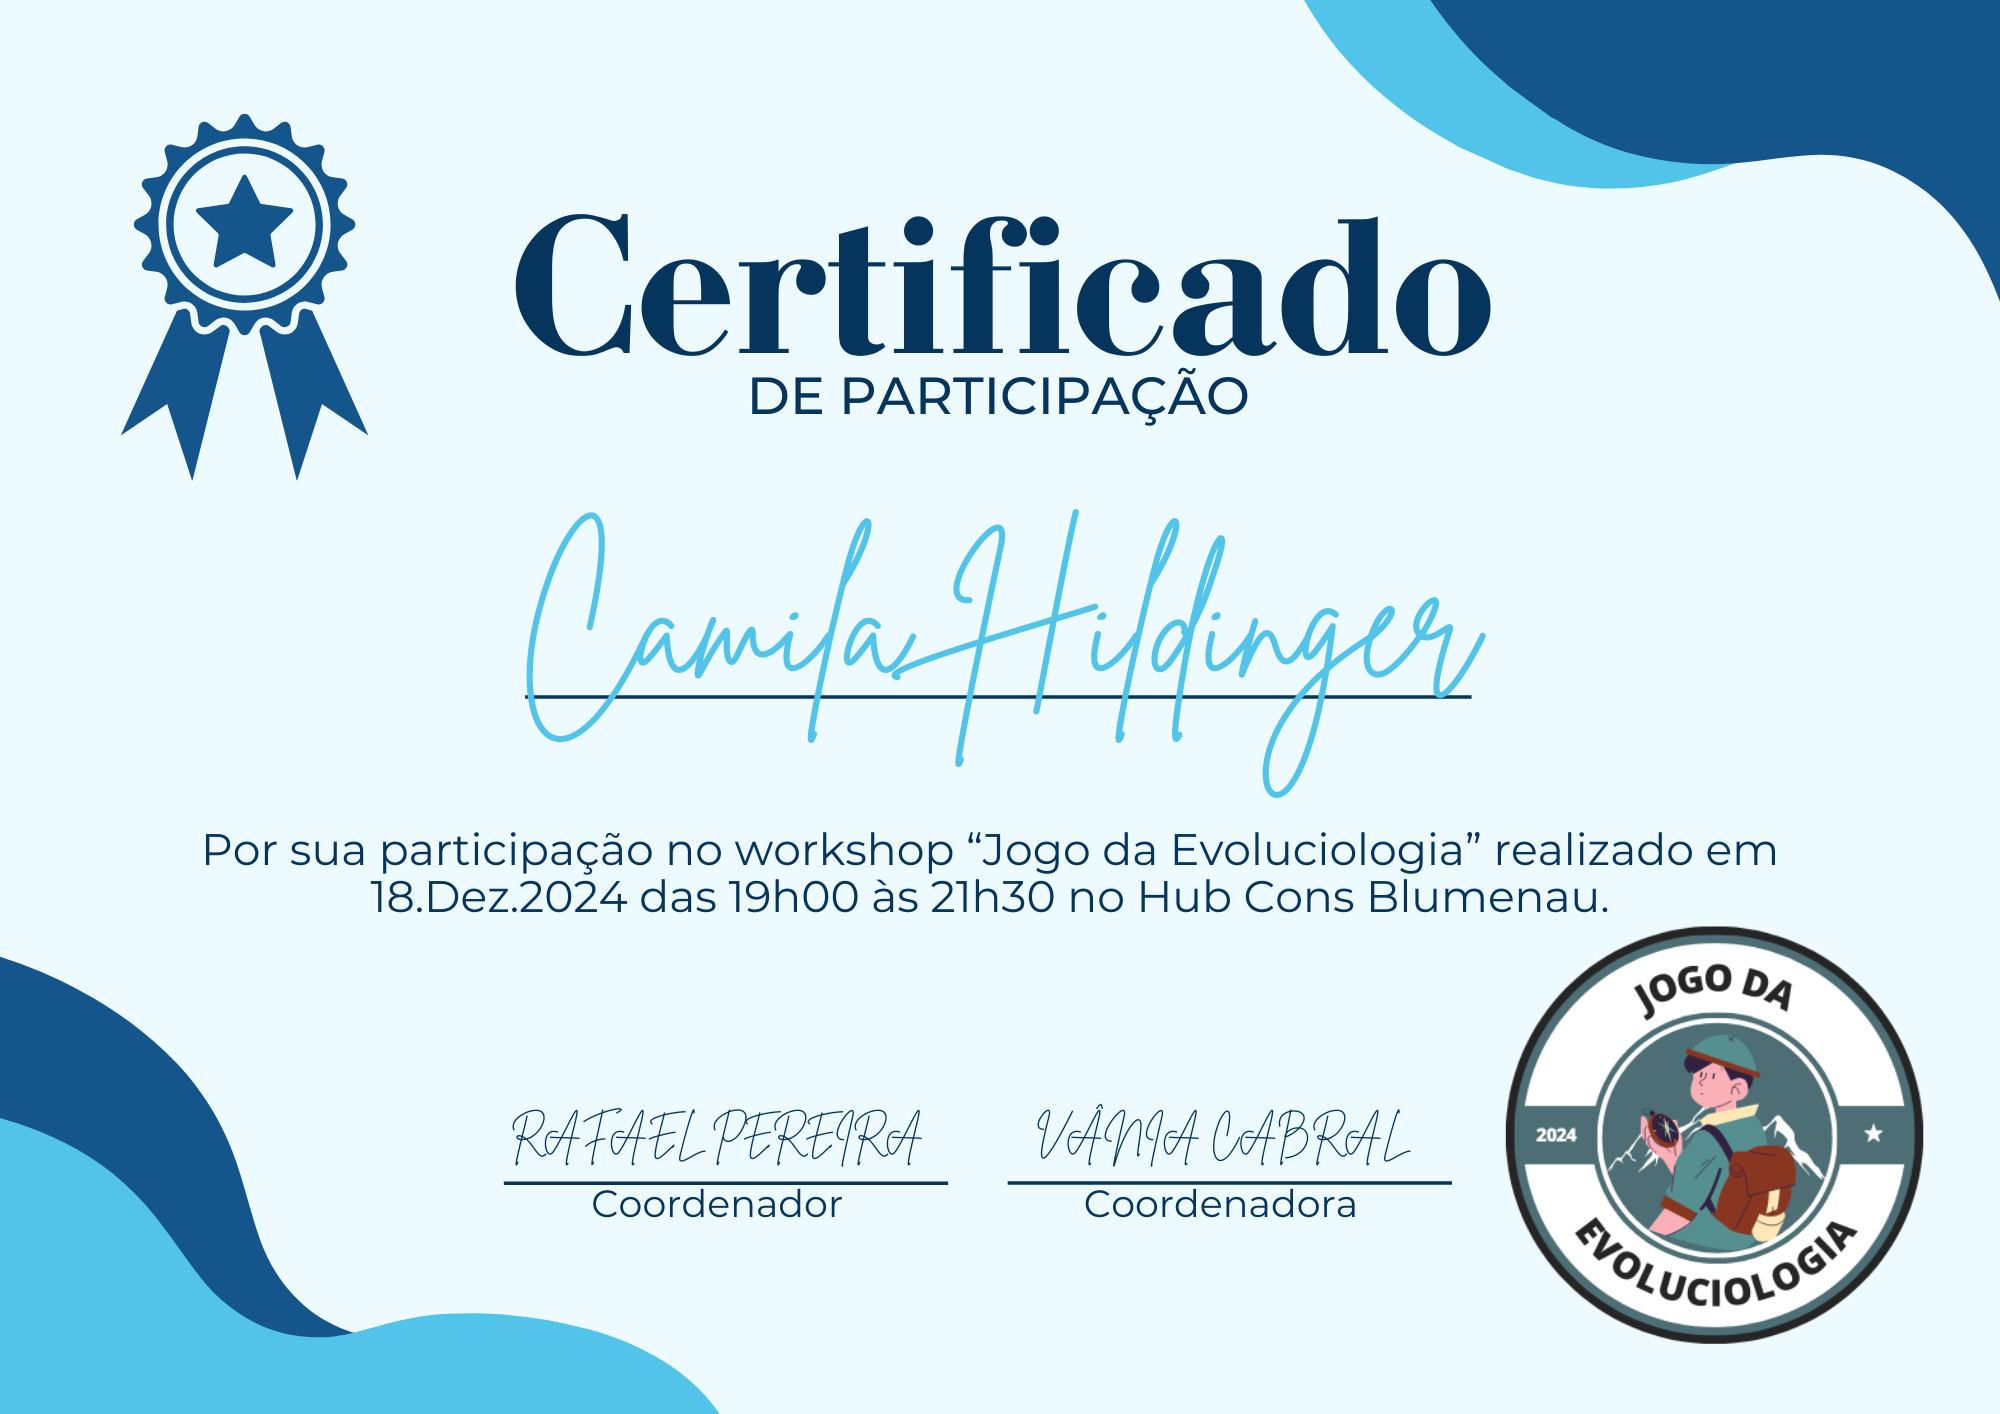 Certificado
DE PARTICIPAÇÃO
Camila Hildinger
Por sua participação no workshop “Jogo da Evoluciologia” realizado em
18.Dez.2024 das 19h00 às 21h30 no Hub Cons Blumenau.
RAFAEL PEREIRA
Coordenador
VÂNIA CABRAL
Coordenadora
JOGO DA
2024
EVOLUCIOLOGIA